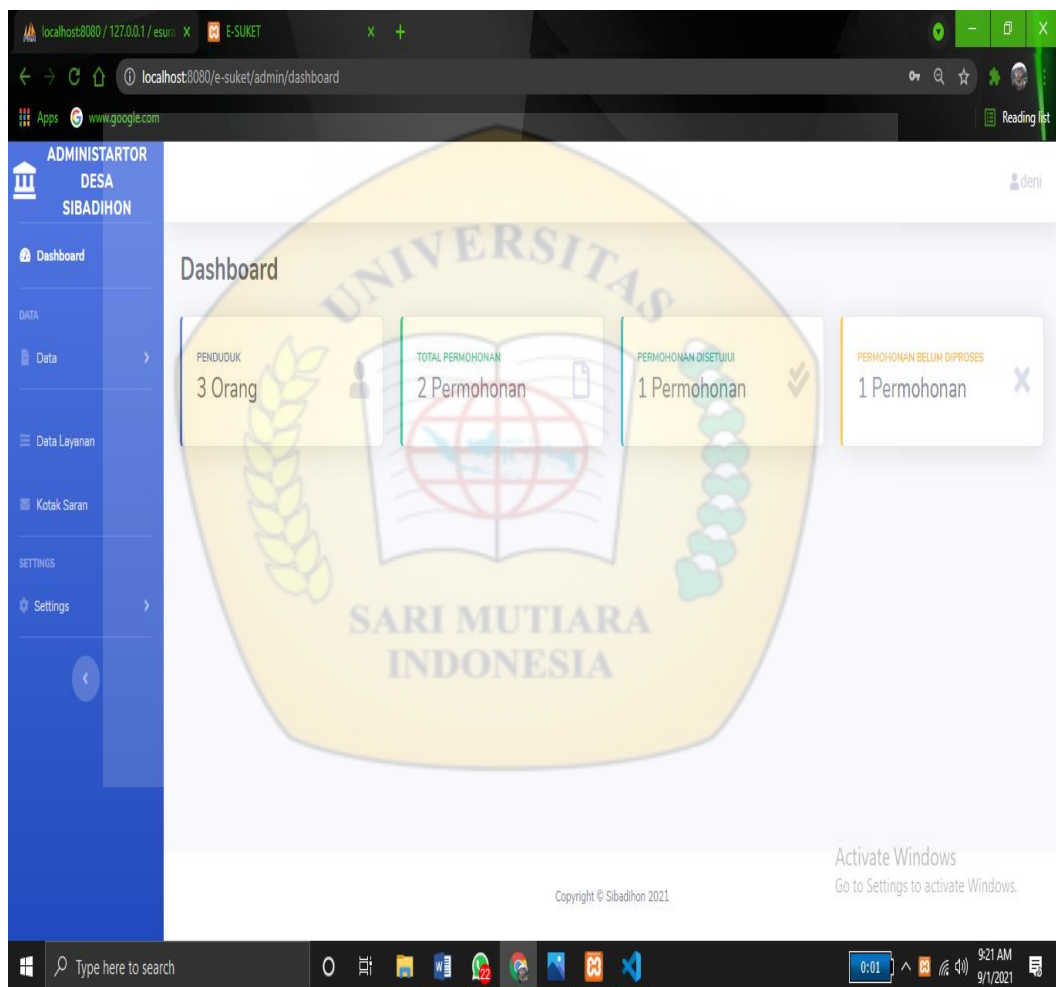 localhost:8080 / 127.0.0.1 / esura
E-SUKET
localhost:8080/e-suket/admin/dashboard
Apps
www.google.com
Reading list
ADMINISTARTOR
DESA
SIBADIHON
deni
Dashboard
DATA
Data
Data Layanan
Kotak Saran
SETTINGS
Settings
Dashboard
PENDUDUK
3 Orang
TOTAL PERMOHONAN
2 Permohonan
PERMOHONAN DISETUJUI
1 Permohonan
PERMOHONAN BELUM DIPROSES
1 Permohonan
UNIVERSITAS
SARI MUTIARA
INDONESIA
Activate Windows
Go to Settings to activate Windows.
Copyright © Sibadihon 2021
Type here to search
22
0:01
9:21 AM
9/1/2021